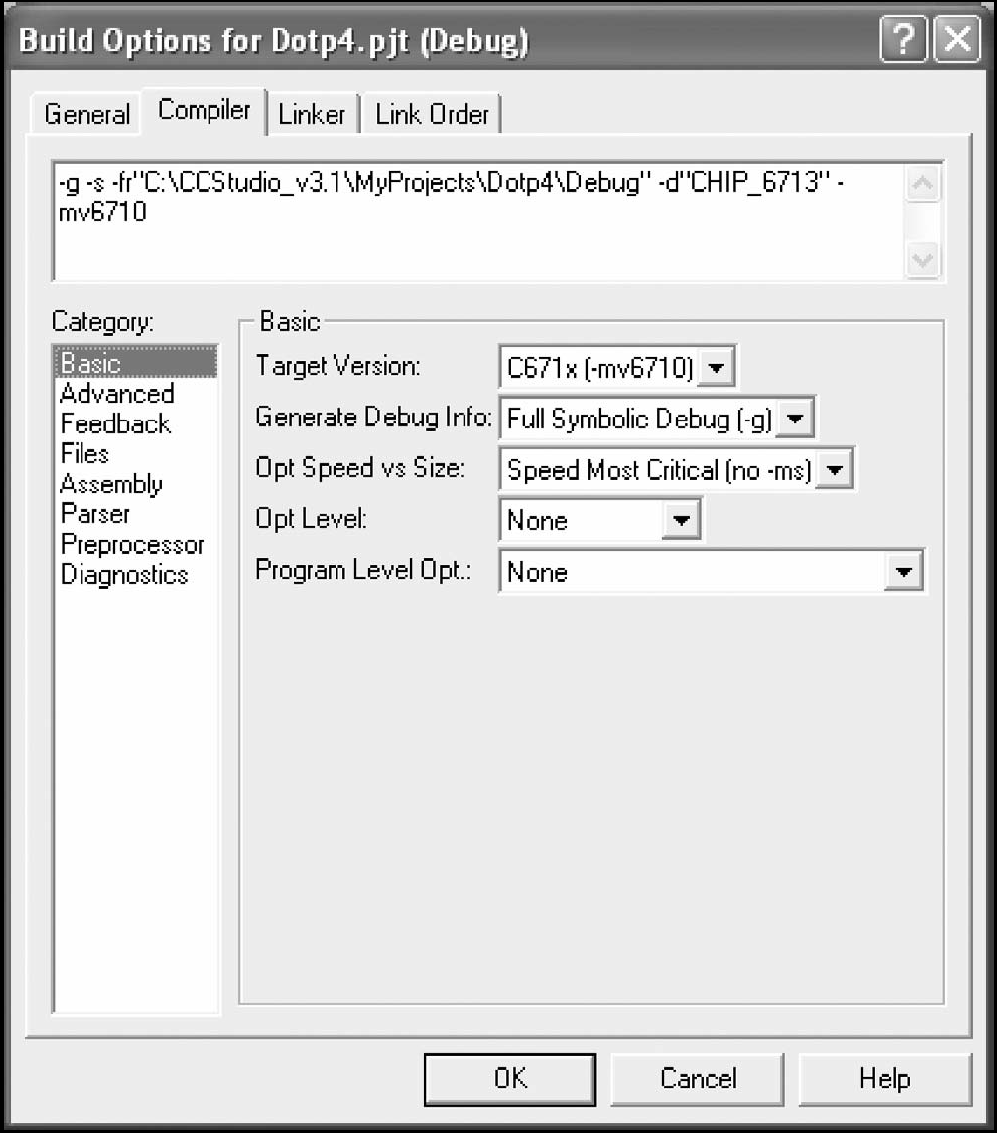 Build Options for Dotp4.pjt (Debug)
General Compiler Linker Link Order
-g -s -fr"C:\CCStudio_v3.1\MyProjects\Dotp4\Debug" -d"CHIP_6713" -
mv6710
Category:
Basic
Advanced
Feedback
Files
Assembly
Parser
Preprocessor
Diagnostics
Basic
Target Version: C671x (-mv6710)
Generate Debug Info: Full Symbolic Debug (-g)
Opt Speed vs Size: Speed Most Critical (no -ms)
Opt Level: None
Program Level Opt.: None
OK Cancel Help